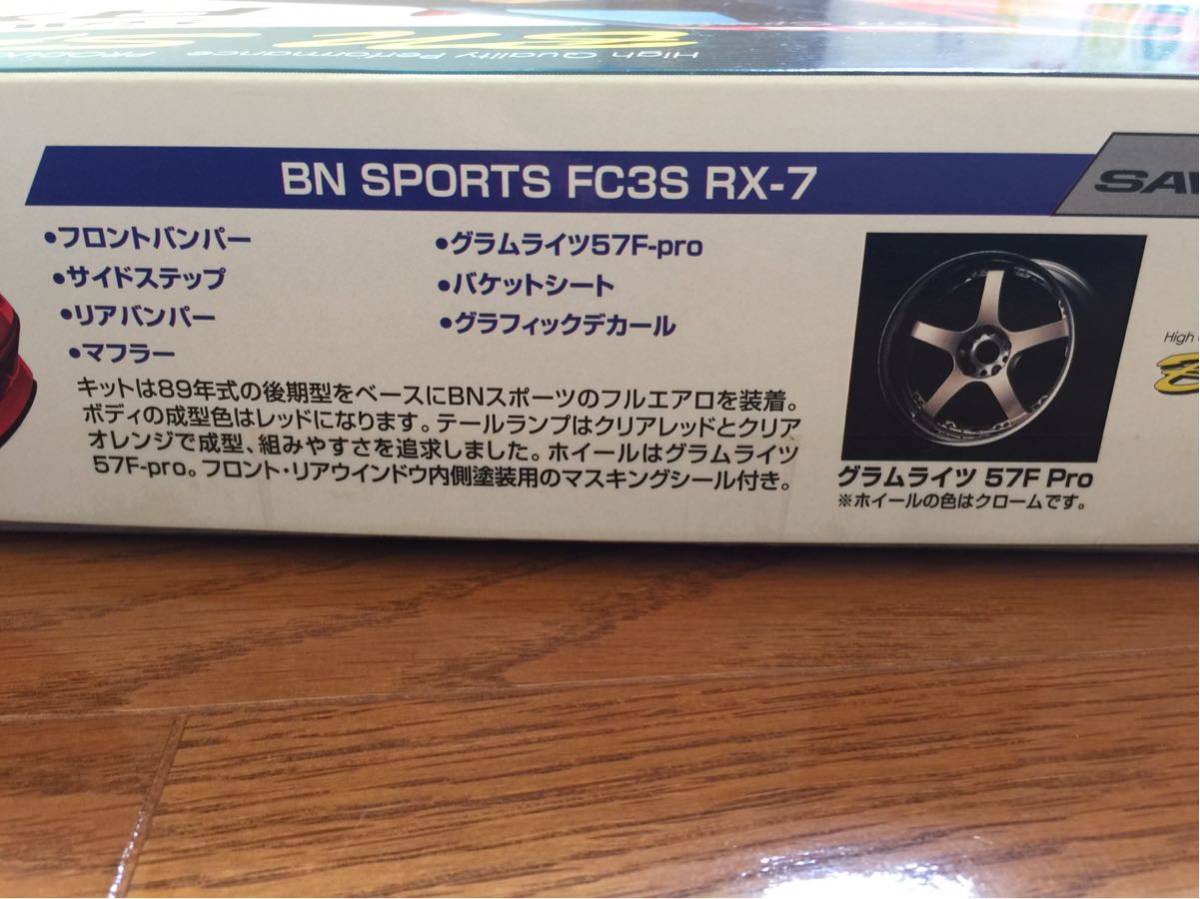 High Quality Performance
BN SPORTS FC3S RX-7
•フロントバンパー
•サイドステップ
•リアバンパー
•マフラー
•グラムライツ57F-pro
•バケットシート
•グラフィックデカール
キットは89年式の後期型をベースにBNスポーツのフルエアロを装着。
ボディの成型色はレッドになります。テールランプはクリアレッドとクリア
オレンジで成型、組みやすさを追求しました。ホイールはグラムライツ
57F-pro。フロント・リアウインドウ内側塗装用のマスキングシール付き。
グラムライツ 57F Pro
※ホイールの色はクロームです。
High